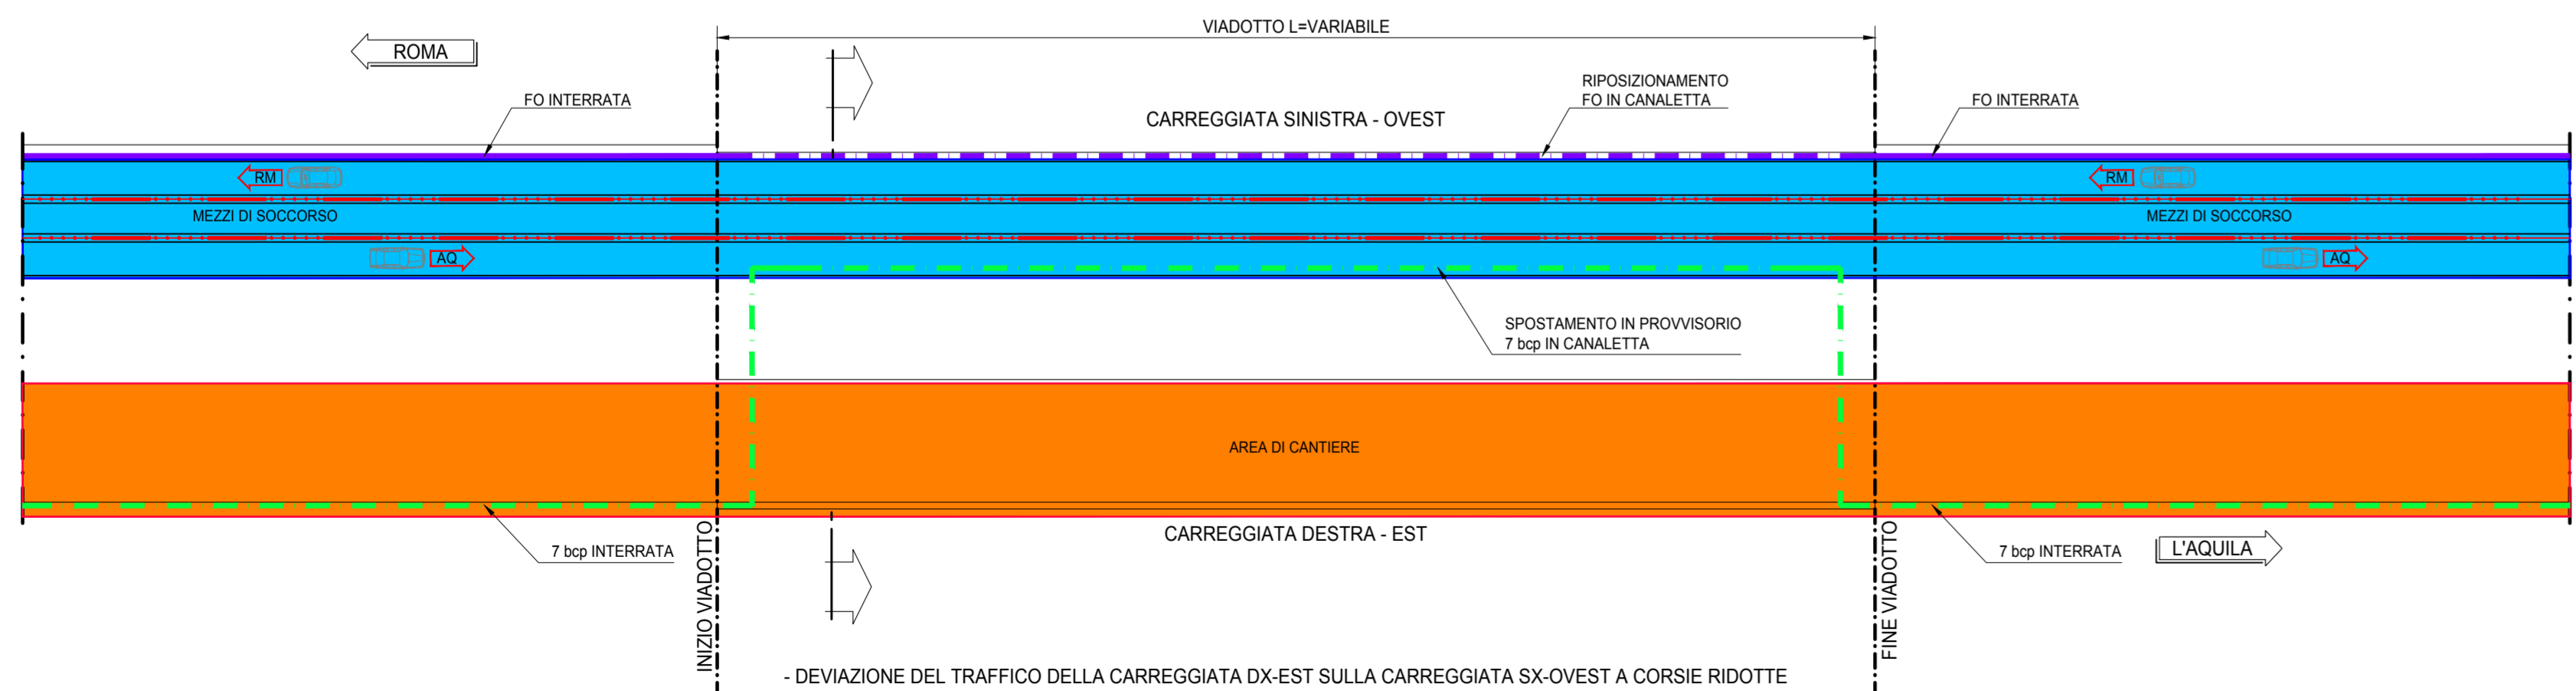 VIADOTTO L=VARIABILE
ROMA
RIPOSIZIONAMENTO
FO IN CANALETTA
FO INTERRATA
FO INTERRATA
CARREGGIATA SINISTRA - OVEST
RM
RM
MEZZI DI SOCCORSO
MEZZI DI SOCCORSO
AQ
AQ
SPOSTAMENTO IN PROVVISORIO
7 bcp IN CANALETTA
AREA DI CANTIERE
CARREGGIATA DESTRA - EST
7 bcp INTERRATA
7 bcp INTERRATA
L'AQUILA
INIZIO VIADOTTO
FINE VIADOTTO
- DEVIAZIONE DEL TRAFFICO DELLA CARREGGIATA DX-EST SULLA CARREGGIATA SX-OVEST A CORSIE RIDOTTE